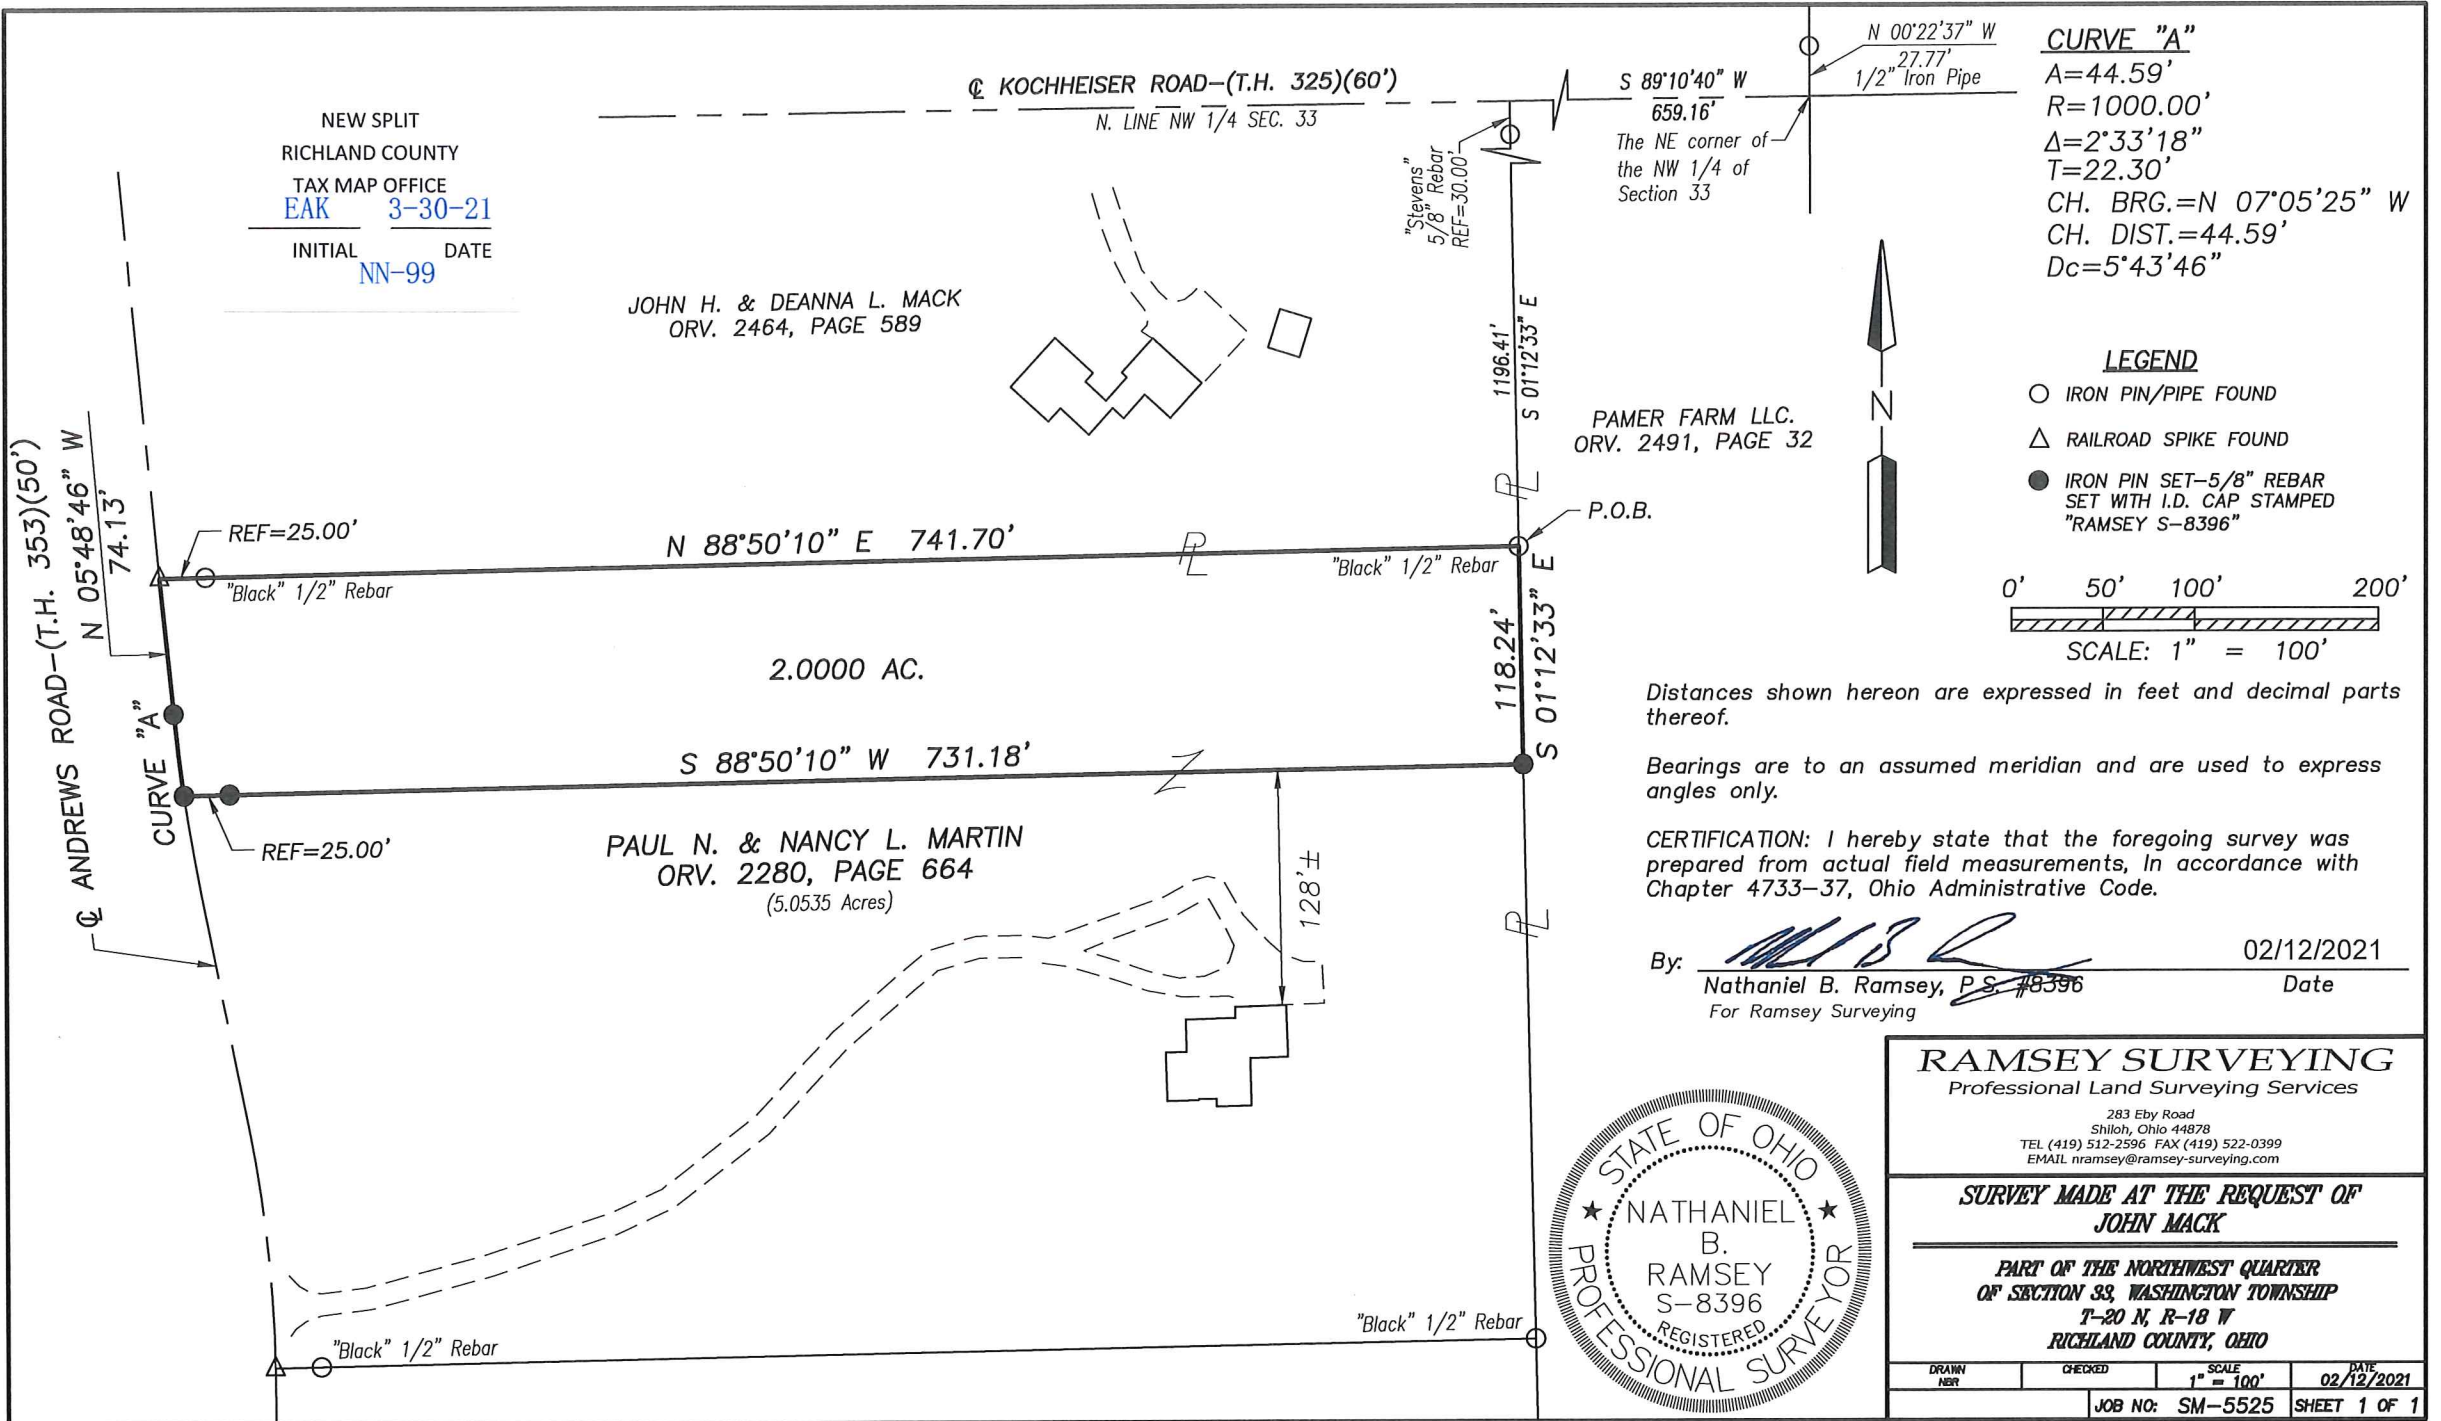 NEW SPLIT
RICHLAND COUNTY
TAX MAP OFFICE
EAK 3-30-21
INITIAL DATE
NN-99
℄ KOCHHEISER ROAD-(T.H. 325)(60')
N. LINE NW 1/4 SEC. 33
S 89°10'40" W
659.16'
N 00°22'37" W
27.77'
1/2" Iron Pipe
The NE corner of
the NW 1/4 of
Section 33
"Stevens"
5/8" Rebar
REF=30.00'
CURVE "A"
A=44.59'
R=1000.00'
Δ=2°33'18"
T=22.30'
CH. BRG.=N 07°05'25" W
CH. DIST.=44.59'
Dc=5°43'46"
JOHN H. & DEANNA L. MACK
ORV. 2464, PAGE 589
1196.41'
S 01°12'33" E
PAMER FARM LLC.
ORV. 2491, PAGE 32
N
LEGEND
IRON PIN/PIPE FOUND
RAILROAD SPIKE FOUND
IRON PIN SET-5/8" REBAR
SET WITH I.D. CAP STAMPED
"RAMSEY S-8396"
0' 50' 100' 200'
SCALE: 1" = 100'
℄ ANDREWS ROAD-(T.H. 353)(50')
N 05°48'46" W
74.13'
CURVE "A"
REF=25.00'
N 88°50'10" E 741.70'
PL
P.O.B.
"Black" 1/2" Rebar
"Black" 1/2" Rebar
PL
2.0000 AC.
118.24'
S 01°12'33" E
S 88°50'10" W 731.18'
REF=25.00'
PAUL N. & NANCY L. MARTIN
ORV. 2280, PAGE 664
(5.0535 Acres)
128'±
PL
"Black" 1/2" Rebar
"Black" 1/2" Rebar
Distances shown hereon are expressed in feet and decimal parts
thereof.
Bearings are to an assumed meridian and are used to express
angles only.
CERTIFICATION: I hereby state that the foregoing survey was
prepared from actual field measurements, In accordance with
Chapter 4733-37, Ohio Administrative Code.
By: 02/12/2021
Nathaniel B. Ramsey, P.S. #8396 Date
For Ramsey Surveying
STATE OF OHIO
NATHANIEL
B.
RAMSEY
S-8396
REGISTERED
PROFESSIONAL SURVEYOR
RAMSEY SURVEYING
Professional Land Surveying Services
283 Eby Road
Shiloh, Ohio 44878
TEL (419) 512-2596 FAX (419) 522-0399
EMAIL nramsey@ramsey-surveying.com
SURVEY MADE AT THE REQUEST OF
JOHN MACK
PART OF THE NORTHWEST QUARTER
OF SECTION 33, WASHINGTON TOWNSHIP
T-20 N, R-18 W
RICHLAND COUNTY, OHIO
DRAWN CHECKED SCALE DATE
NBR 1" = 100' 02/12/2021
JOB NO: SM-5525 SHEET 1 OF 1